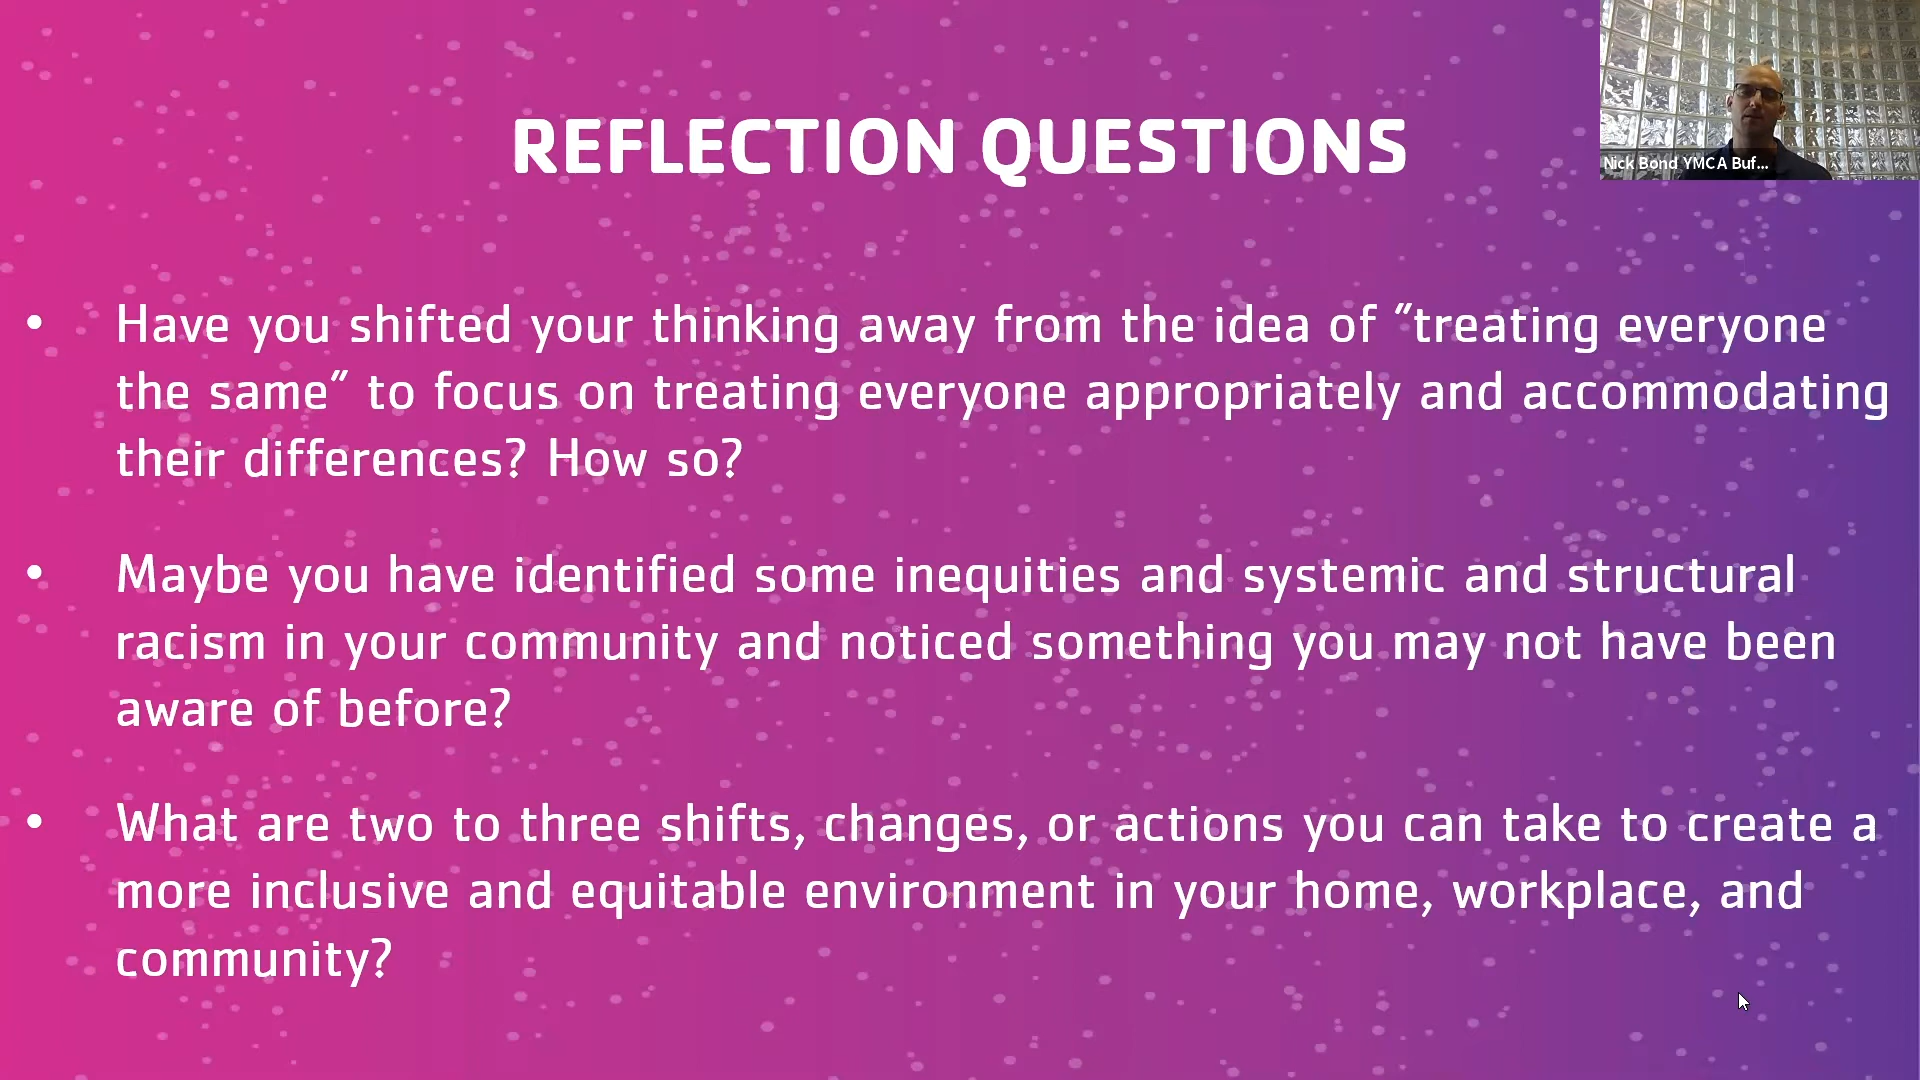 REFLECTION QUESTIONS
Nick Bond YMCA Buf...
• Have you shifted your thinking away from the idea of "treating everyone
the same" to focus on treating everyone appropriately and accommodating
their differences? How so?
• Maybe you have identified some inequities and systemic and structural
racism in your community and noticed something you may not have been
aware of before?
• What are two to three shifts, changes, or actions you can take to create a
more inclusive and equitable environment in your home, workplace, and
community?